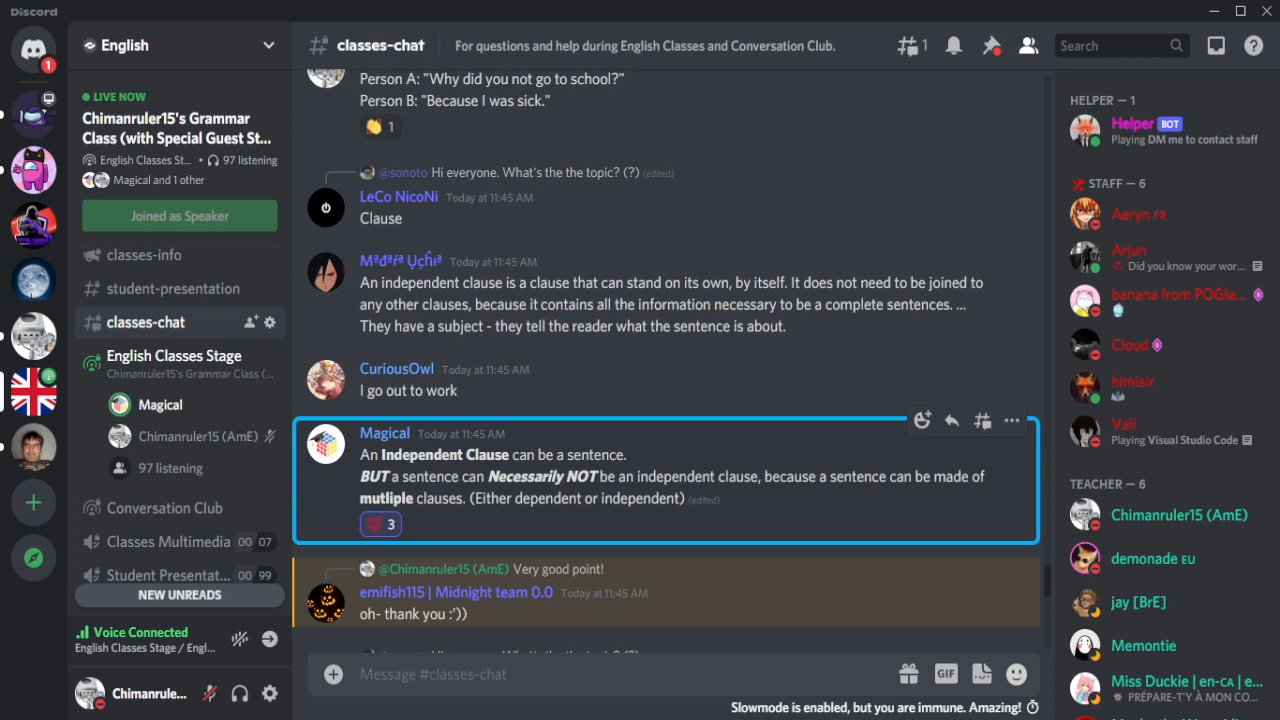 Discord
1
English
LIVE NOW
Chimanruler15's Grammar
Class (with Special Guest St...
English Classes St... • 97 listening
Magical and 1 other
Joined as Speaker
classes-info
student-presentation
classes-chat
English Classes Stage
Chimanruler15's Grammar Class (...
Magical
Chimanruler15 (AmE)
97 listening
Conversation Club
Classes Multimedia 00 07
Student Presentat... 00 99
NEW UNREADS
Voice Connected
English Classes Stage / Engl...
Chimanrule...
classes-chat
For questions and help during English Classes and Conversation Club.
1
Search
Person A: "Why did you not go to school?"
Person B: "Because I was sick."
1
@sonoto Hi everyone. What's the the topic? (?) (edited)
LeCo NicoNi Today at 11:45 AM
Clause
Mªđªřª Ųçĥıª Today at 11:45 AM
An independent clause is a clause that can stand on its own, by itself. It does not need to be joined to
any other clauses, because it contains all the information necessary to be a complete sentences. ...
They have a subject - they tell the reader what the sentence is about.
CuriousOwl Today at 11:45 AM
I go out to work
Magical Today at 11:45 AM
An Independent Clause can be a sentence.
BUT a sentence can Necessarily NOT be an independent clause, because a sentence can be made of
mutliple clauses. (Either dependent or independent) (edited)
3
@Chimanruler15 (AmE) Very good point!
emifish115 | Midnight team 0.0 Today at 11:45 AM
oh- thank you :'))
Message #classes-chat
GIF
Slowmode is enabled, but you are immune. Amazing!
HELPER — 1
Helper BOT
Playing DM me to contact staff
STAFF — 6
Aeryn FR
Arjun
Did you know your wor...
banana from POGla...
Cloud
himisir
Vali
Playing Visual Studio Code
TEACHER — 6
Chimanruler15 (AmE)
demonade EU
jay [BrE]
Memontie
Miss Duckie | en-CA | e...
PRÉPARE-T'Y À MON CO...